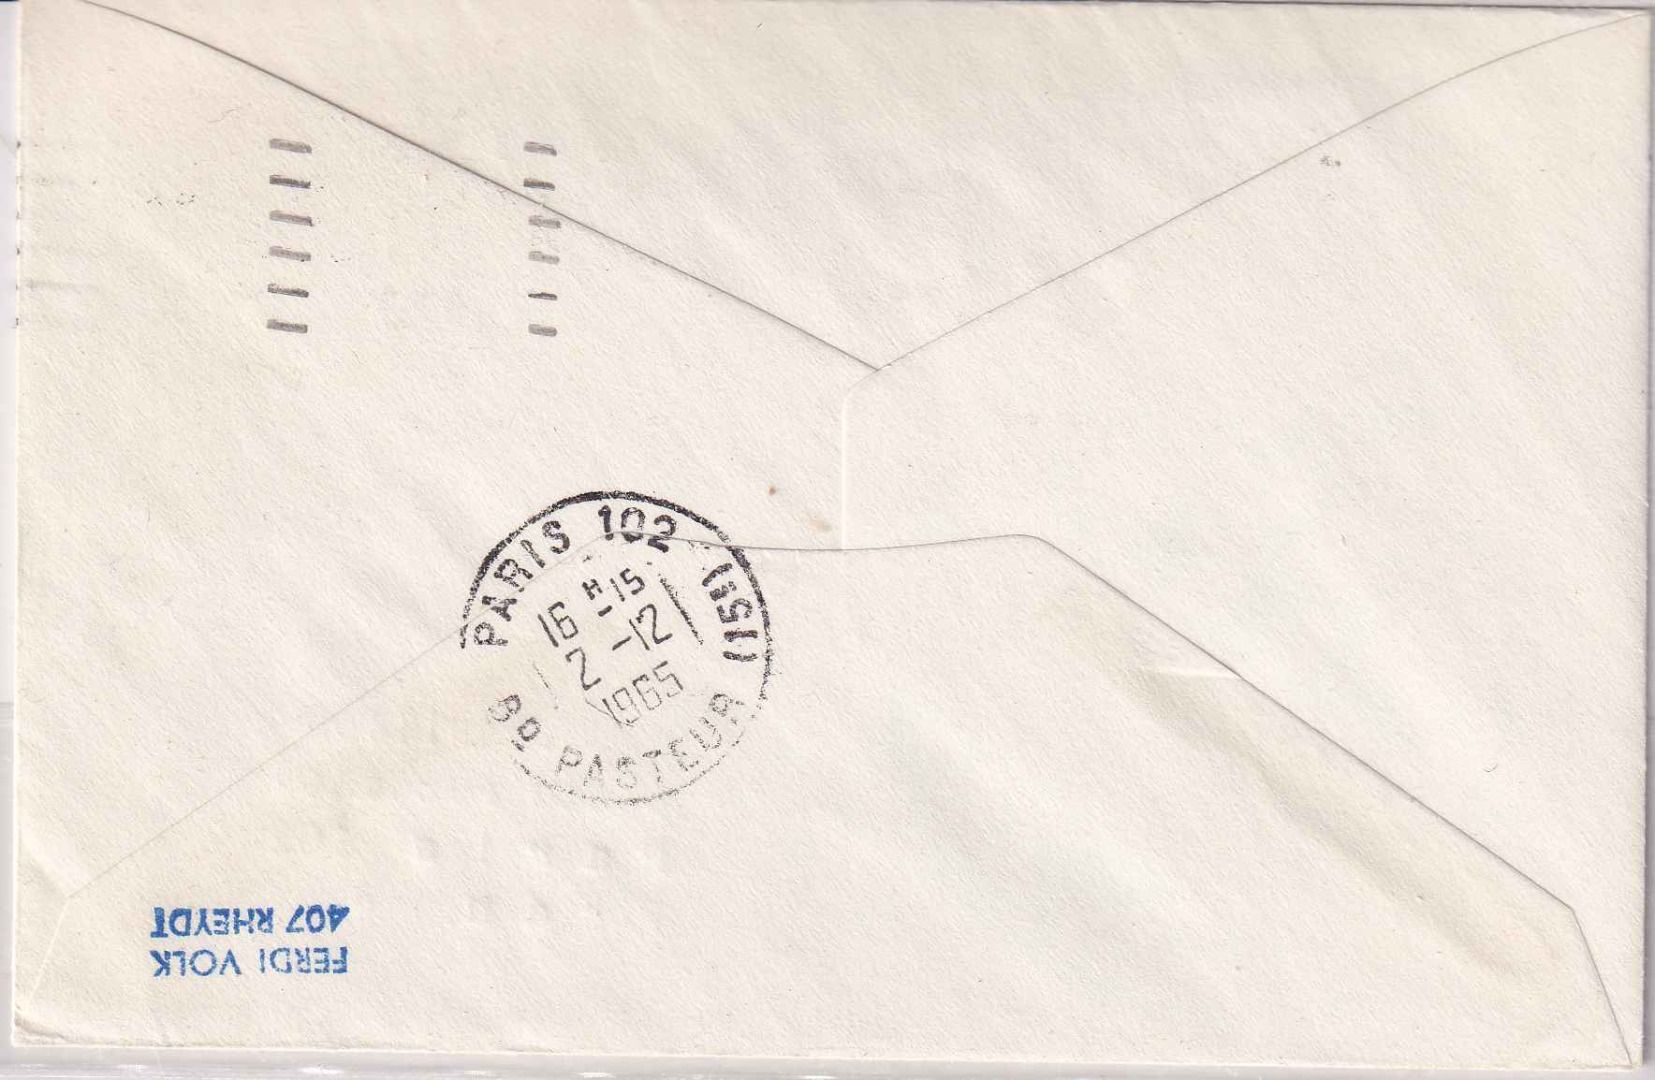 PARIS 102 (15E)
16 H-15
2 -12
1965
BD PASTEUR
FERDI VOLK
407 RHEYDT